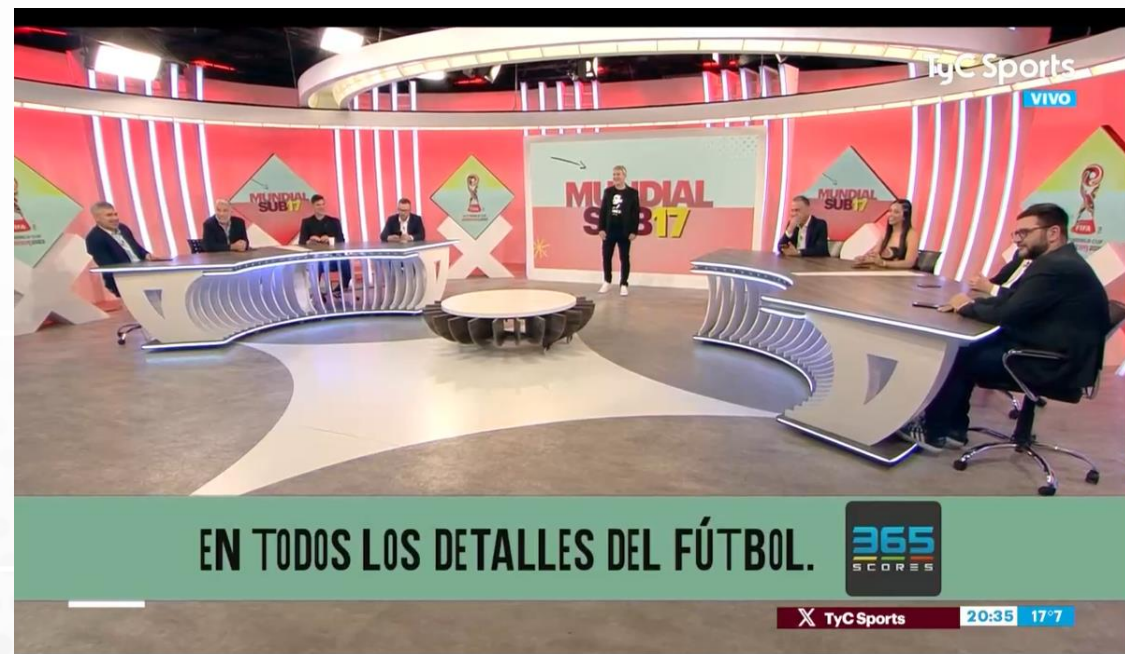 TyC Sports
VIVO
MUNDIAL
SUB17
MUNDIAL
SUB17
MUNDIAL
SUB17
FIFA
EN TODOS LOS DETALLES DEL FÚTBOL.
365
SCORES
X TyC Sports
20:35 17°7